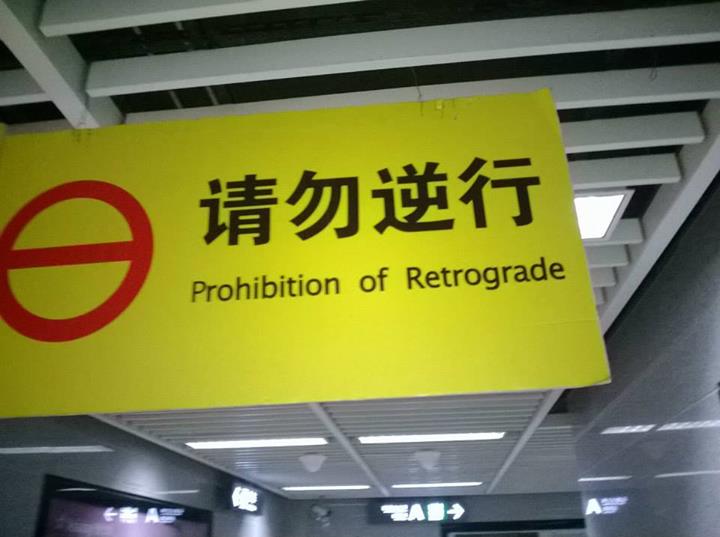 请勿逆行
Prohibition of Retrograde
A
A
A